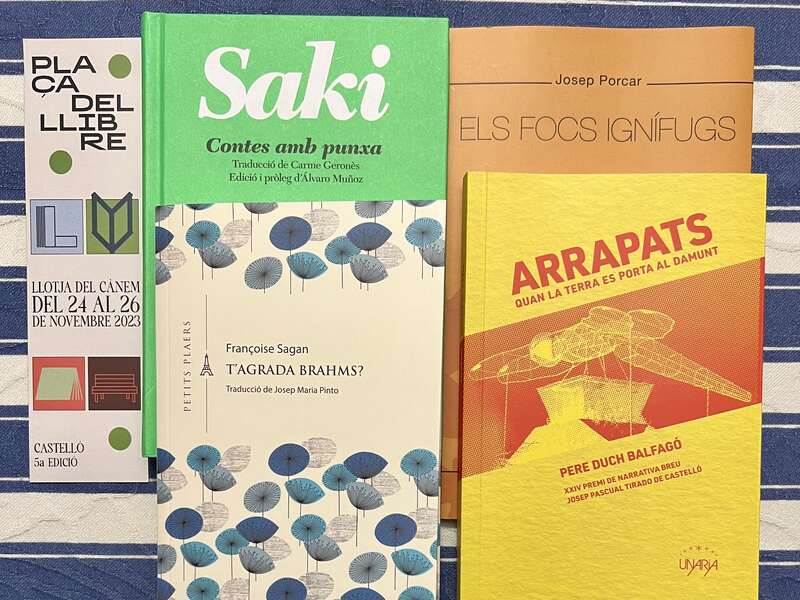 PLA
ÇA
DEL
LLIB
RE
LLOTJA DEL CÀNEM
DEL 24 AL 26
DE NOVEMBRE 2023
CASTELLÓ
5a EDICIÓ
Saki
Contes amb punxa
Traducció de Carme Geronès
Edició i pròleg d'Álvaro Muñoz
PETITS PLAERS
Françoise Sagan
T'AGRADA BRAHMS?
Traducció de Josep Maria Pinto
Josep Porcar
ELS FOCS IGNÍFUGS
ARRAPATS
QUAN LA TERRA ES PORTA AL DAMUNT
PERE DUCH BALFAGÓ
XXIV PREMI DE NARRATIVA BREU
JOSEP PASCUAL TIRADO DE CASTELLÓ
UNARIA